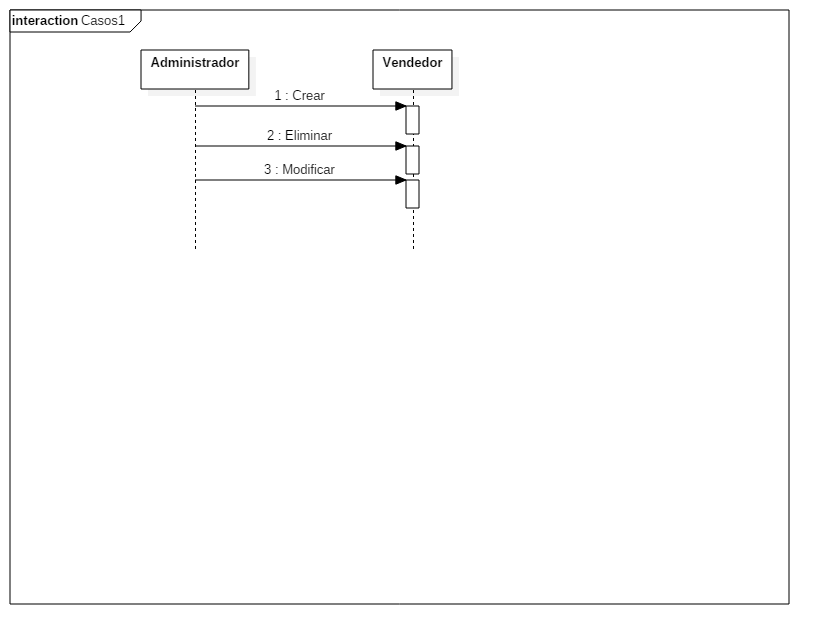 interaction Casos1
Administrador
Vendedor
1 : Crear
2 : Eliminar
3 : Modificar